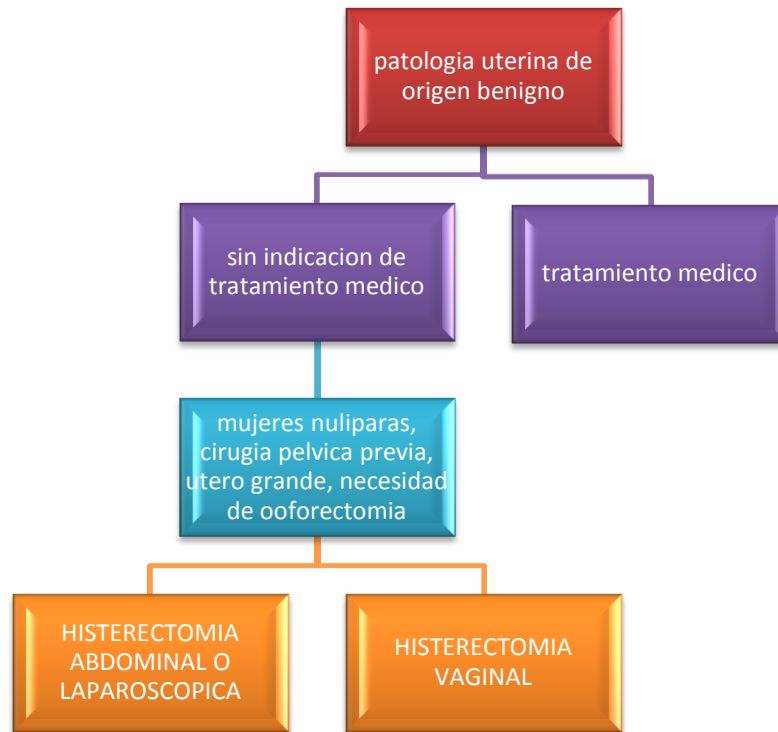 patologia uterina de
origen benigno
sin indicacion de
tratamiento medico
tratamiento medico
mujeres nuliparas,
cirugia pelvica previa,
utero grande, necesidad
de ooforectomia
HISTERECTOMIA
ABDOMINAL O
LAPAROSCOPICA
HISTERECTOMIA
VAGINAL